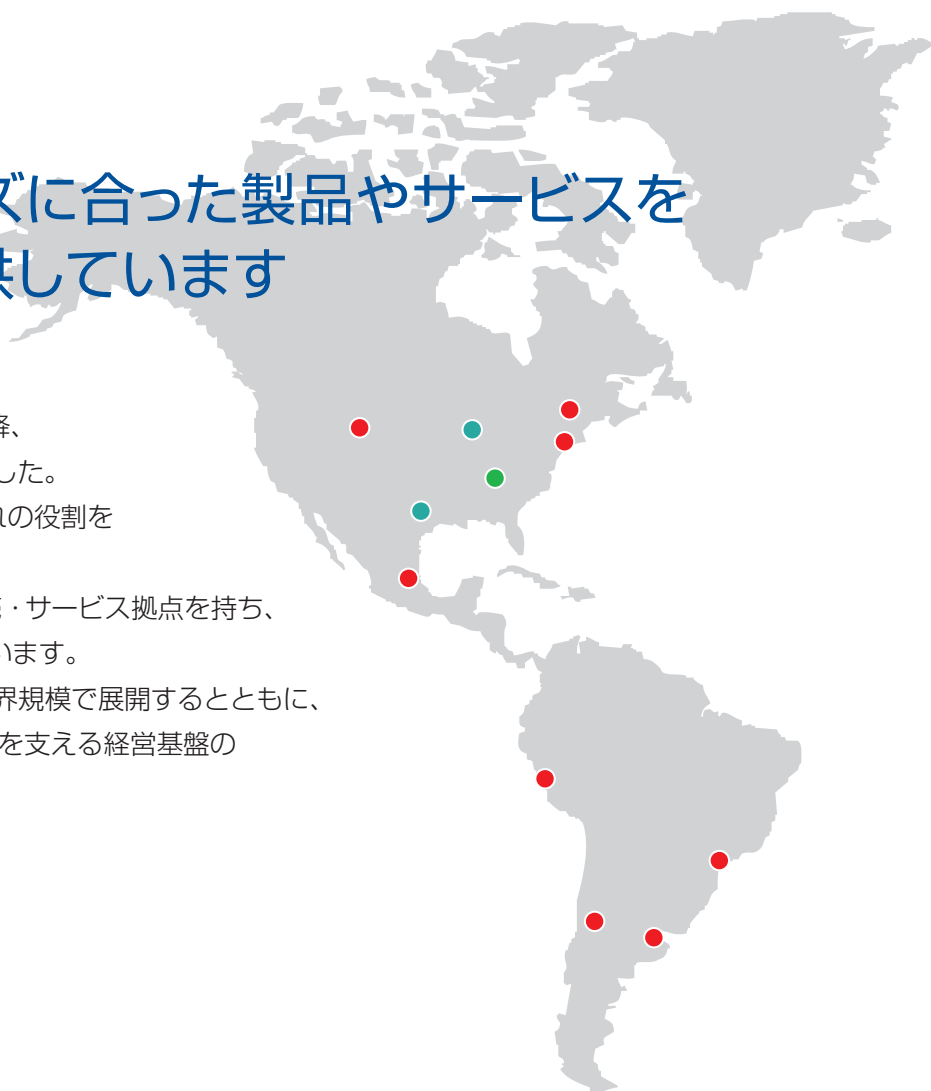 ズに合った製品やサービスを
供しています
降、
した。
れの役割を
・サービス拠点を持ち、
います。
界規模で展開するとともに、
を支える経営基盤の